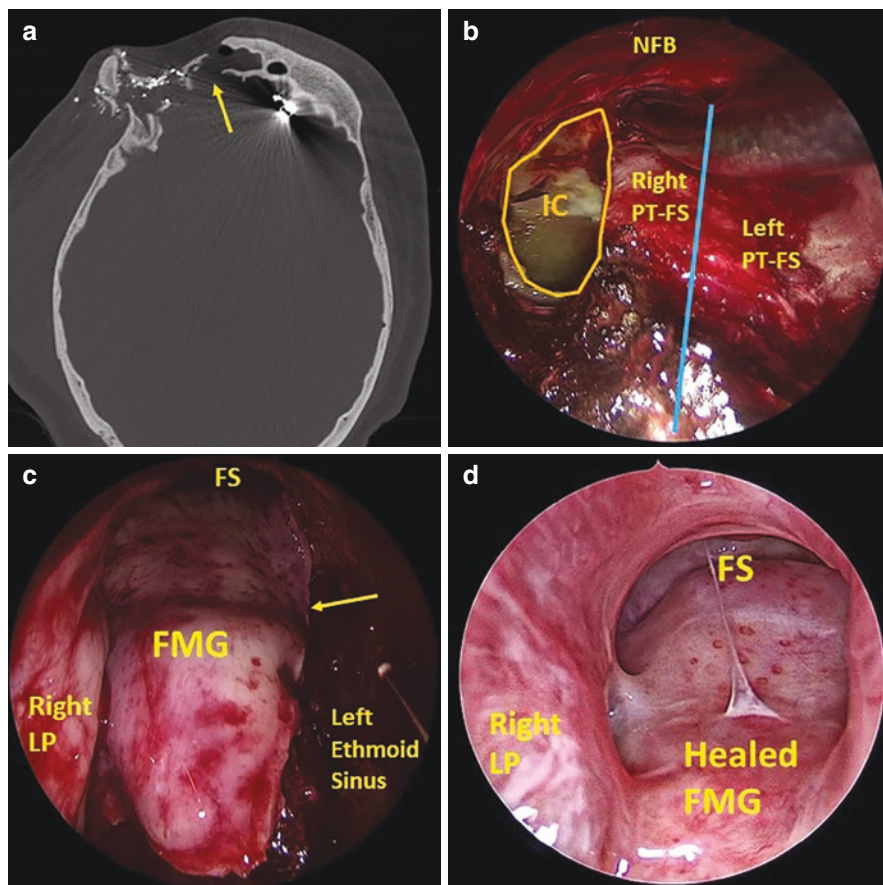 a
b
NFB
IC
Right
PT-FS
Left
PT-FS
c
FS
FMG
Right
LP
Left
Ethmoid
Sinus
d
FS
Right
LP
Healed
FMG